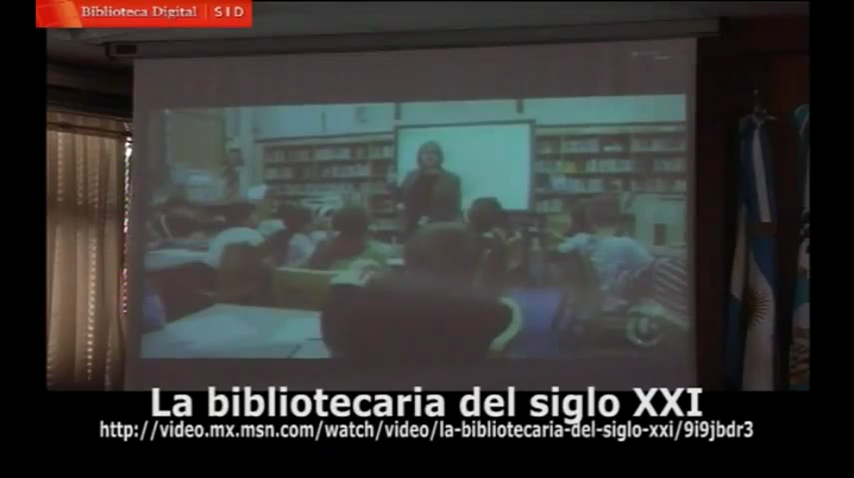 Biblioteca Digital | SID
La bibliotecaria del siglo XXI
http://video.mx.msn.com/watch/video/la-bibliotecaria-del-siglo-xxi/9i9jbdr3